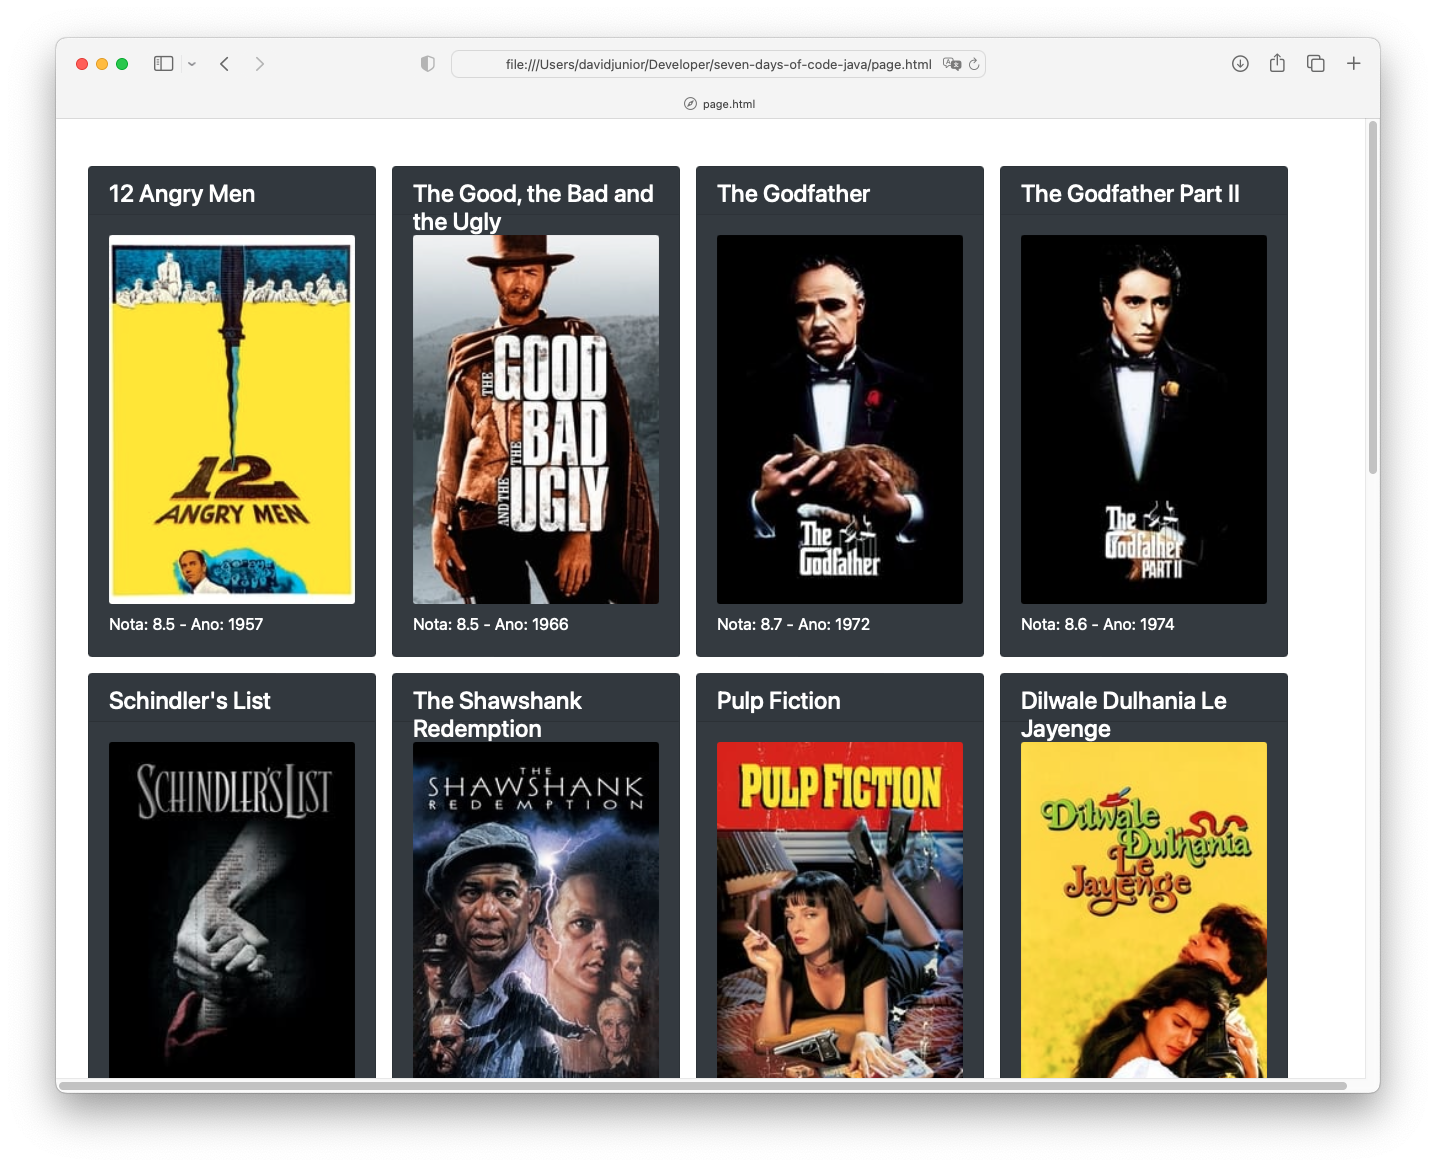 file:///Users/davidjunior/Developer/seven-days-of-code-java/page.html
page.html
12 Angry Men
12
ANGRY MEN
Nota: 8.5 - Ano: 1957
The Good, the Bad and
the Ugly
THE GOOD
THE BAD
AND THE UGLY
Nota: 8.5 - Ano: 1966
The Godfather
The
Godfather
Nota: 8.7 - Ano: 1972
The Godfather Part II
The
Godfather
PART II
Nota: 8.6 - Ano: 1974
Schindler's List
SCHINDLER'S LIST
The Shawshank
Redemption
THE
SHAWSHANK
REDEMPTION
Pulp Fiction
PULP FICTION
Dilwale Dulhania Le
Jayenge
Dilwale
Dulhania
Le
Jayenge